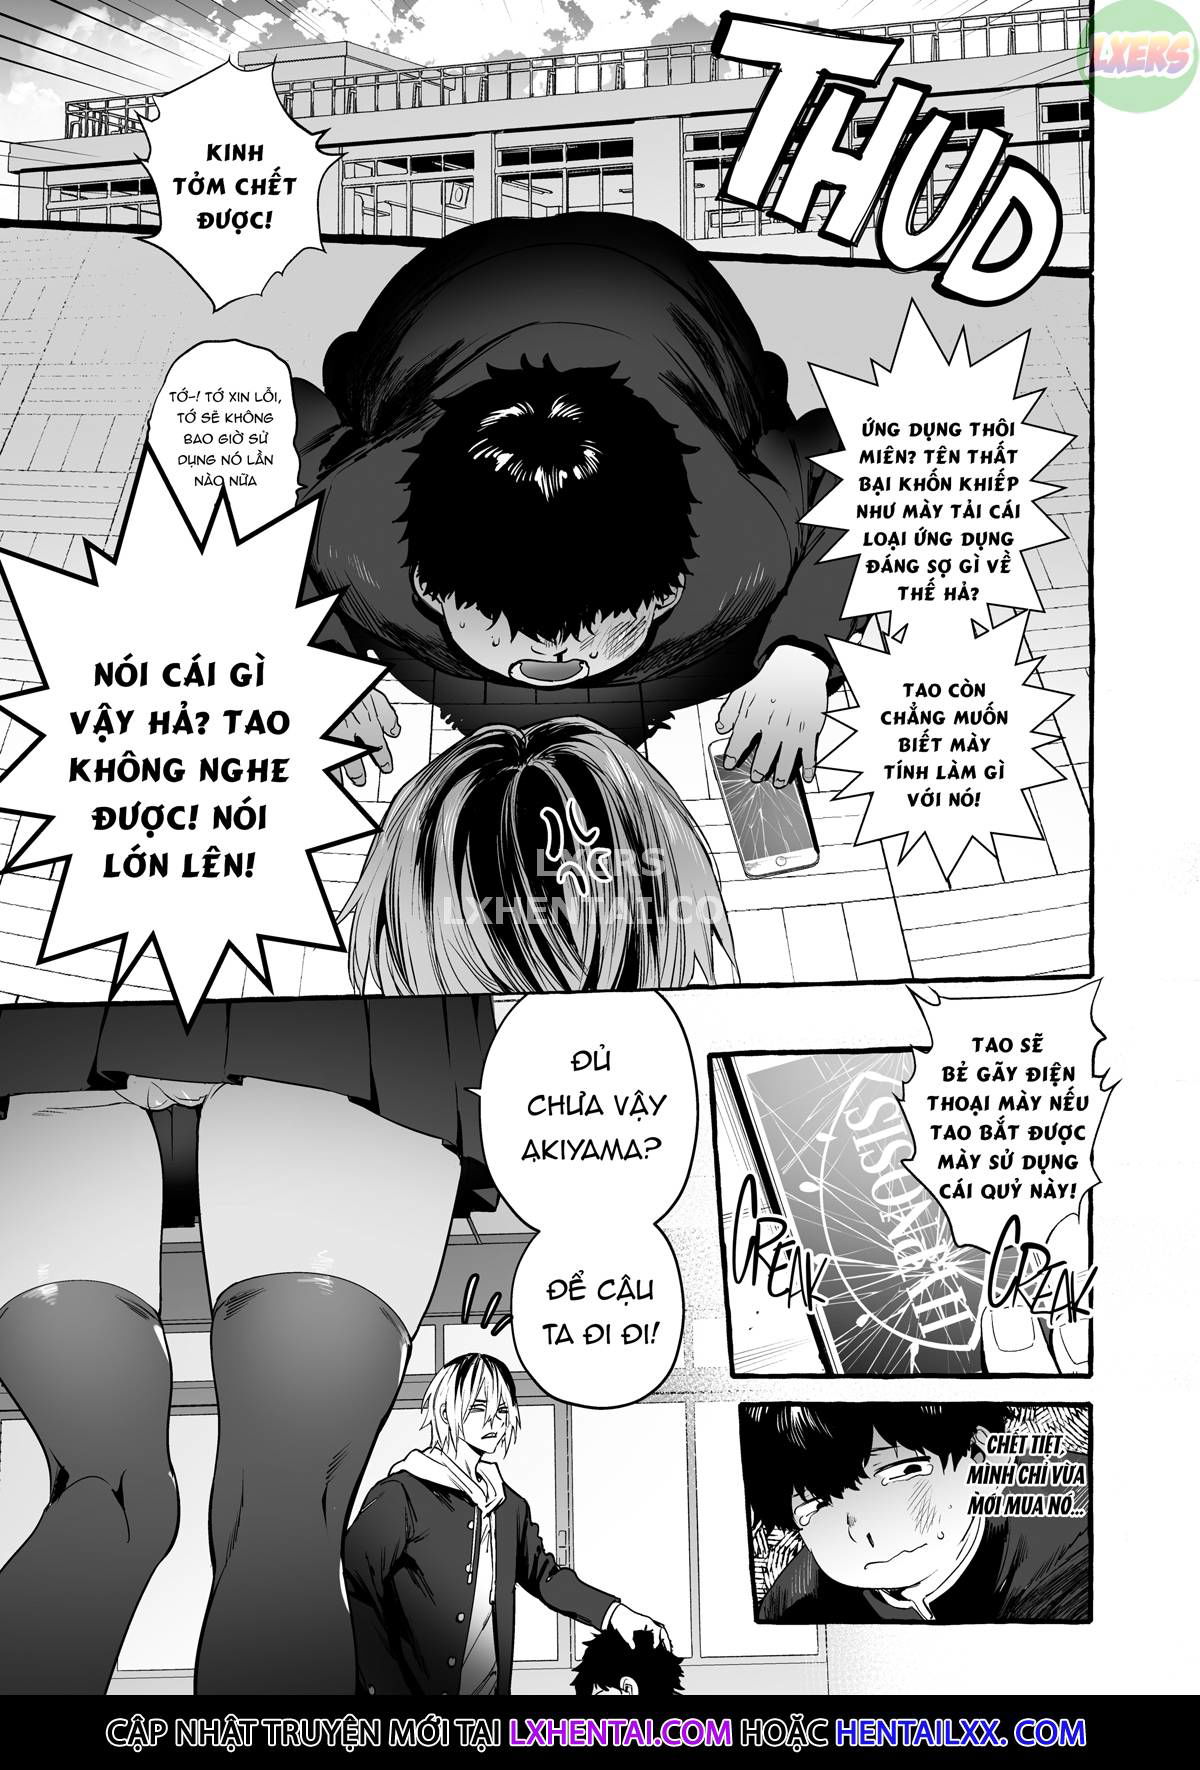 LXERS
THUD
KINH
TỞM CHẾT
ĐƯỢC!
ỨNG DỤNG THÔI
MIÊN? TÊN THẤT
BẠI KHỐN KHIẾP
NHƯ MÀY TẢI CÁI
LOẠI ỨNG DỤNG
ĐÁNG SỢ GÌ VỀ
THẾ HẢ?
TỚ-! TỚ XIN LỖI,
TỚ SẼ KHÔNG
BAO GIỜ SỬ
DỤNG NÓ LẦN
NÀO NỮA
TAO CÒN
CHẲNG MUỐN
BIẾT MÀY
TÍNH LÀM GÌ
VỚI NÓ!
NÓI CÁI GÌ
VẬY HẢ? TAO
KHÔNG NGHE
ĐƯỢC! NÓI
LỚN LÊN!
LXERS
LXHENTAI.CO
TAO SẼ
BẺ GÃY ĐIỆN
THOẠI MÀY NẾU
TAO BẮT ĐƯỢC
MÀY SỬ DỤNG
CÁI QUỶ NÀY!
CREAK
CREAK
ĐỦ
CHƯA VẬY
AKIYAMA?
ĐỂ CẬU
TA ĐI ĐI!
CHẾT TIỆT,
MÌNH CHỈ VỪA
MỚI MUA NÓ...
CẬP NHẬT TRUYỆN MỚI TẠI LXHENTAI.COM HOẶC HENTAILXX. COM